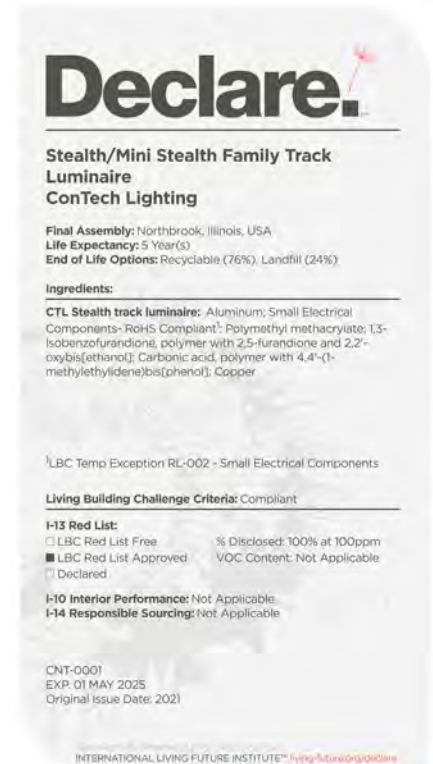 Declare.
Stealth/Mini Stealth Family Track
Luminaire
ConTech Lighting
Final Assembly: Northbrook, Illinois, USA
Life Expectancy: 5 Year(s)
End of Life Options: Recyclable (76%), Landfill (24%)
Ingredients:
CTL Stealth track luminaire: Aluminum; Small Electrical
Components- RoHS Compliant¹; Polymethyl methacrylate; 1,3-
Isobenzofurandione, polymer with 2,5-furandione and 2,2'-
oxybis[ethanol]; Carbonic acid, polymer with 4,4'-(1-
methylethylidene)bis[phenol]; Copper
¹LBC Temp Exception RL-002 - Small Electrical Components
Living Building Challenge Criteria: Compliant
I-13 Red List:
☐ LBC Red List Free % Disclosed: 100% at 100ppm
■ LBC Red List Approved VOC Content: Not Applicable
☐ Declared
I-10 Interior Performance: Not Applicable
I-14 Responsible Sourcing: Not Applicable
CNT-0001
EXP. 01 MAY 2025
Original Issue Date: 2021
INTERNATIONAL LIVING FUTURE INSTITUTE™ living-future.org/declare